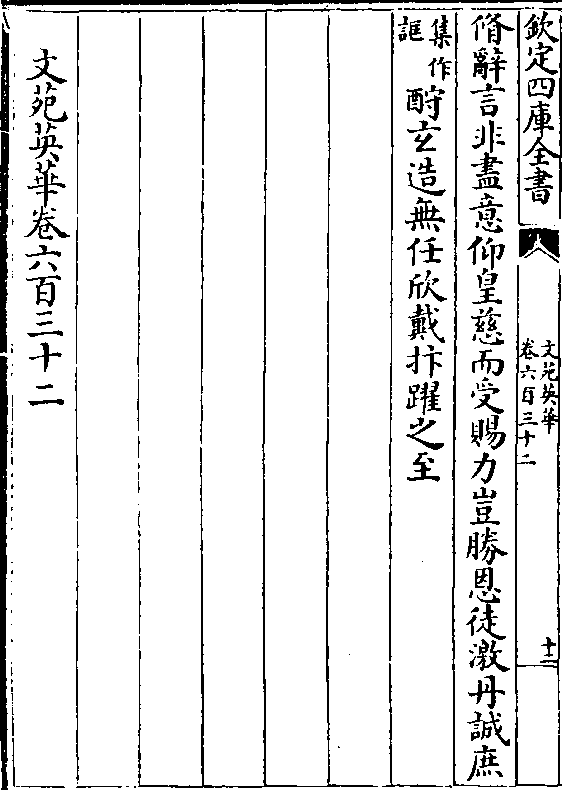 欽定四庫全書
文苑英華
卷六百三十二
十二
脩辭言非盡意仰皇慈而受賜力豈勝恩徒激丹誠庶
集作
詎
酧玄造無任欣戴抃躍之至
文苑英華卷六百三十二